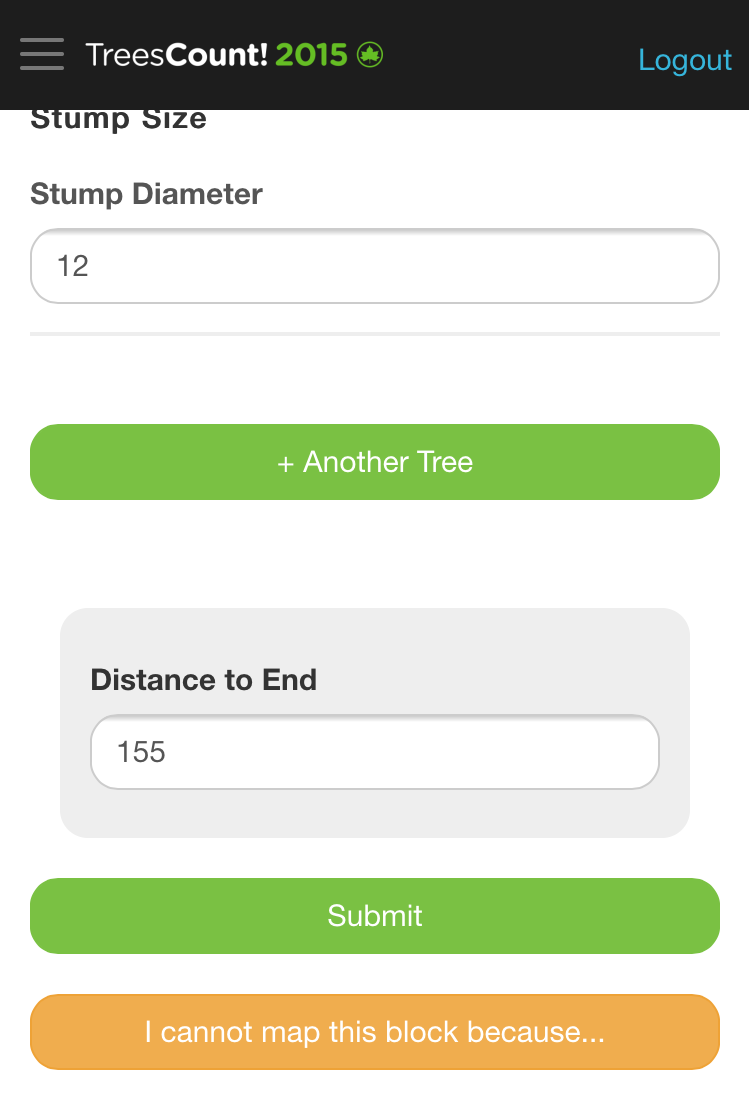 TreesCount! 2015
Logout
Stump Size
Stump Diameter
12
+ Another Tree
Distance to End
155
Submit
I cannot map this block because...